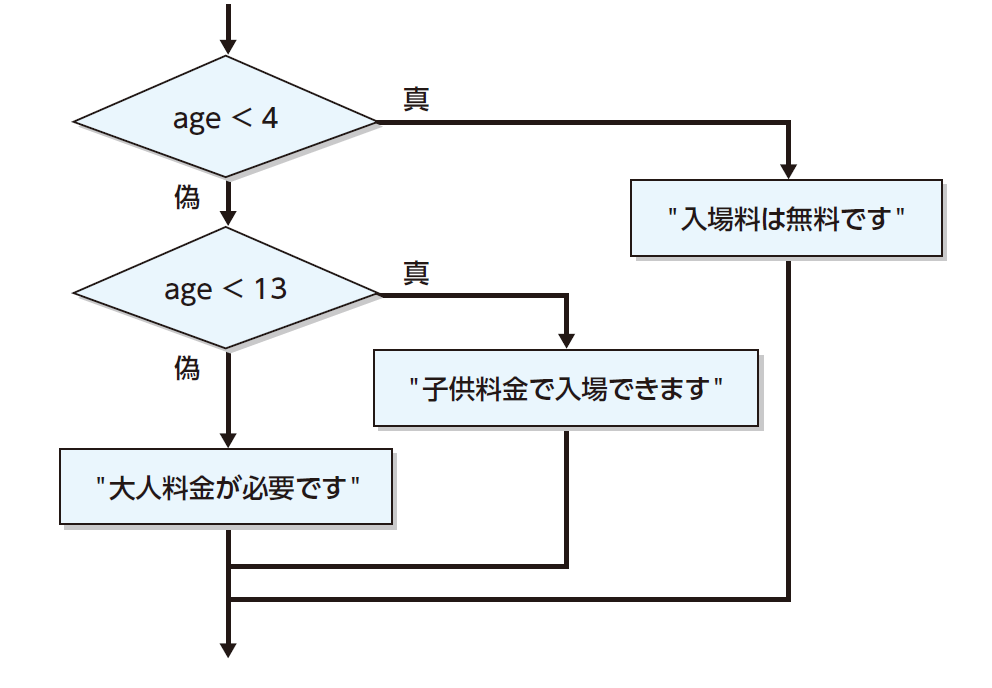 真
age < 4
偽
"入場料は無料です"
真
age < 13
偽
"子供料金で入場できます"
"大人料金が必要です"